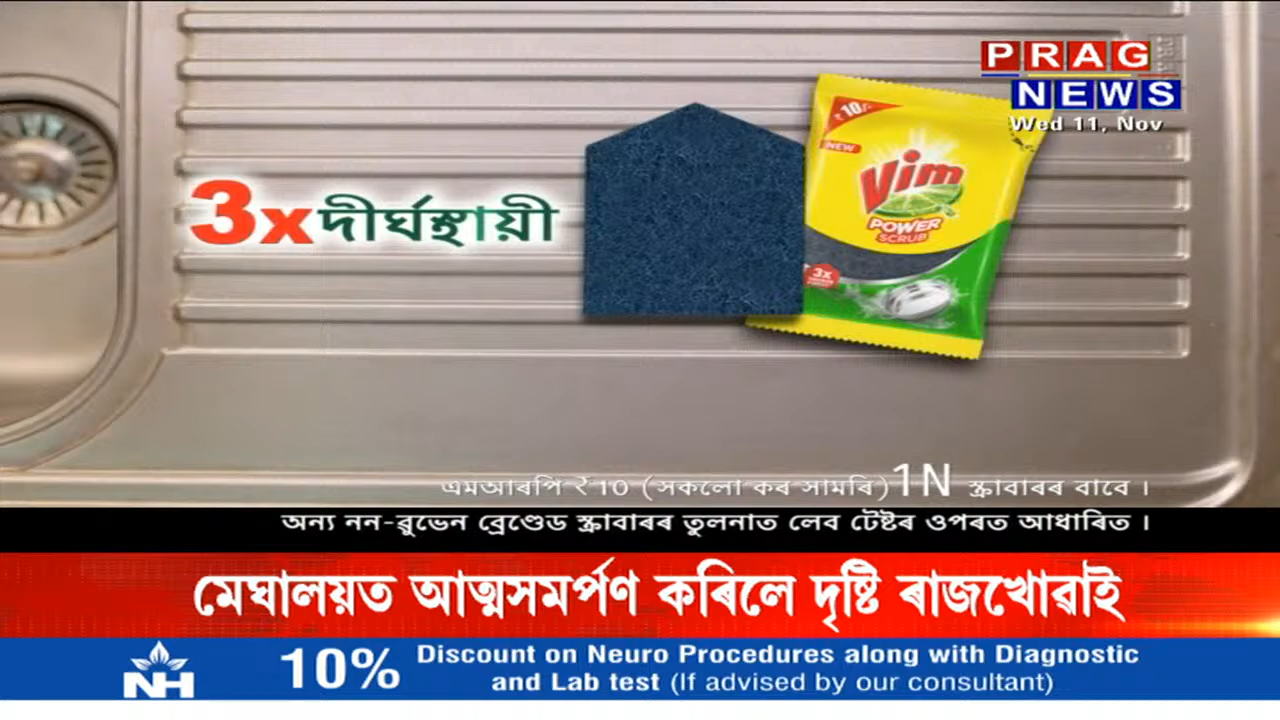 PRAG
NEWS
Wed 11, Nov
₹10/-
NEW
Vim
POWER
SCRUB
3x
3x দীৰ্ঘস্থায়ী
এমআৰপি ₹10 (সকলো কৰ সামৰি) 1N স্ক্ৰাবাৰৰ বাবে ।
অন্য নন-ৱুভেন ব্ৰেণ্ডেড স্ক্ৰাবাৰৰ তুলনাত লেব টেষ্টৰ ওপৰত আধাৰিত ।
মেঘালয়ত আত্মসমৰ্পণ কৰিলে দৃষ্টি ৰাজখোৱাই
NH
10% Discount on Neuro Procedures along with Diagnostic
and Lab test (If advised by our consultant)